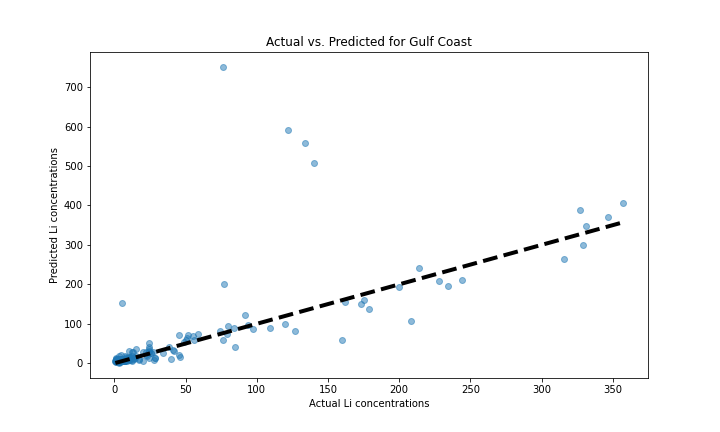 Actual vs. Predicted for Gulf Coast
700
600
500
400
300
200
100
0
Predicted Li concentrations
0 50 100 150 200 250 300 350
Actual Li concentrations